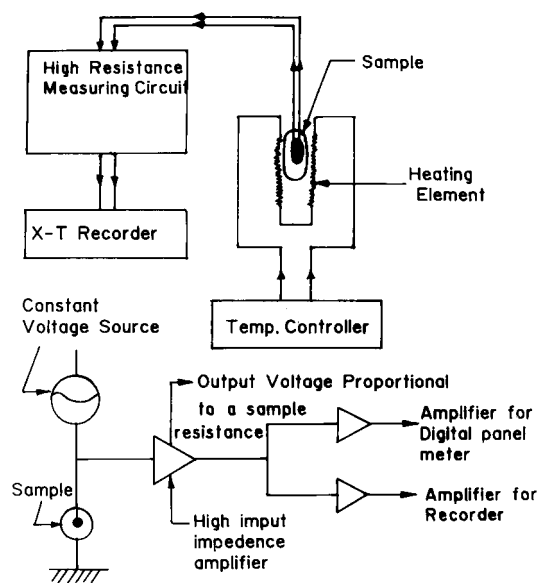 High Resistance
Measuring Circuit
Sample
Heating
Element
X-T Recorder
Temp. Controller
Constant
Voltage Source
Output Voltage Proportional
to a sample
resistance
Amplifier for
Digital panel
meter
Sample
High imput
impedence
amplifier
Amplifier for
Recorder